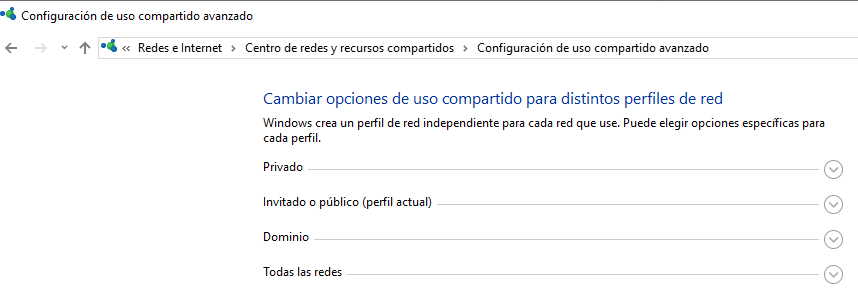 Configuración de uso compartido avanzado
« Redes e Internet > Centro de redes y recursos compartidos > Configuración de uso compartido avanzado
Cambiar opciones de uso compartido para distintos perfiles de red
Windows crea un perfil de red independiente para cada red que use. Puede elegir opciones específicas para
cada perfil.
Privado
Invitado o público (perfil actual)
Dominio
Todas las redes